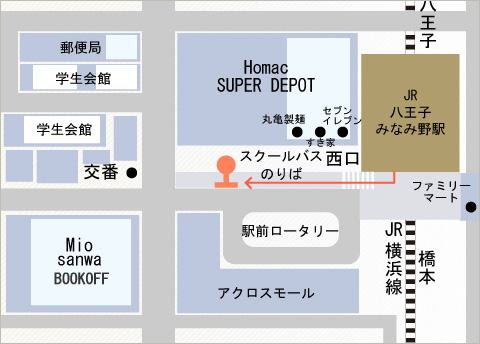 八王子
郵便局
学生会館
Homac
SUPER DEPOT
JR
八王子
みなみ野駅
丸亀製麺
セブン
イレブン
すき家
学生会館
交番
スクールバス
のりば
西口
ファミリー
マート
駅前ロータリー
JR横浜線
橋本
Mio
sanwa
BOOKOFF
アクロスモール